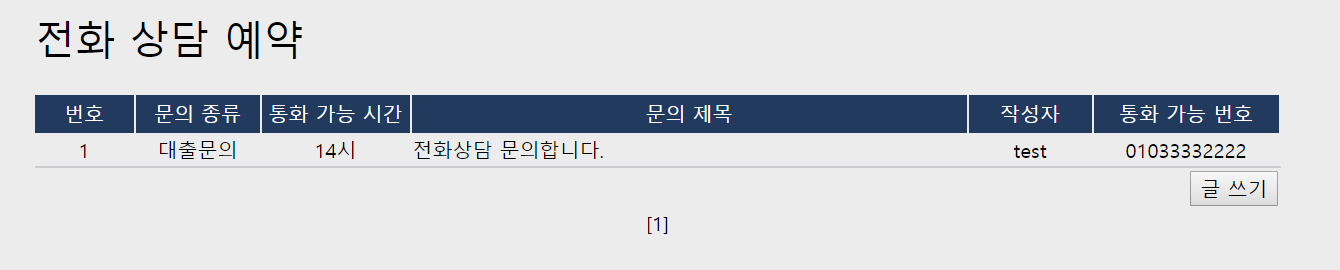 전화 상담 예약
번호 문의 종류 통화 가능 시간 문의 제목 작성자 통화 가능 번호
1 대출문의 14시 전화상담 문의합니다. test 01033332222
글 쓰기
[1]